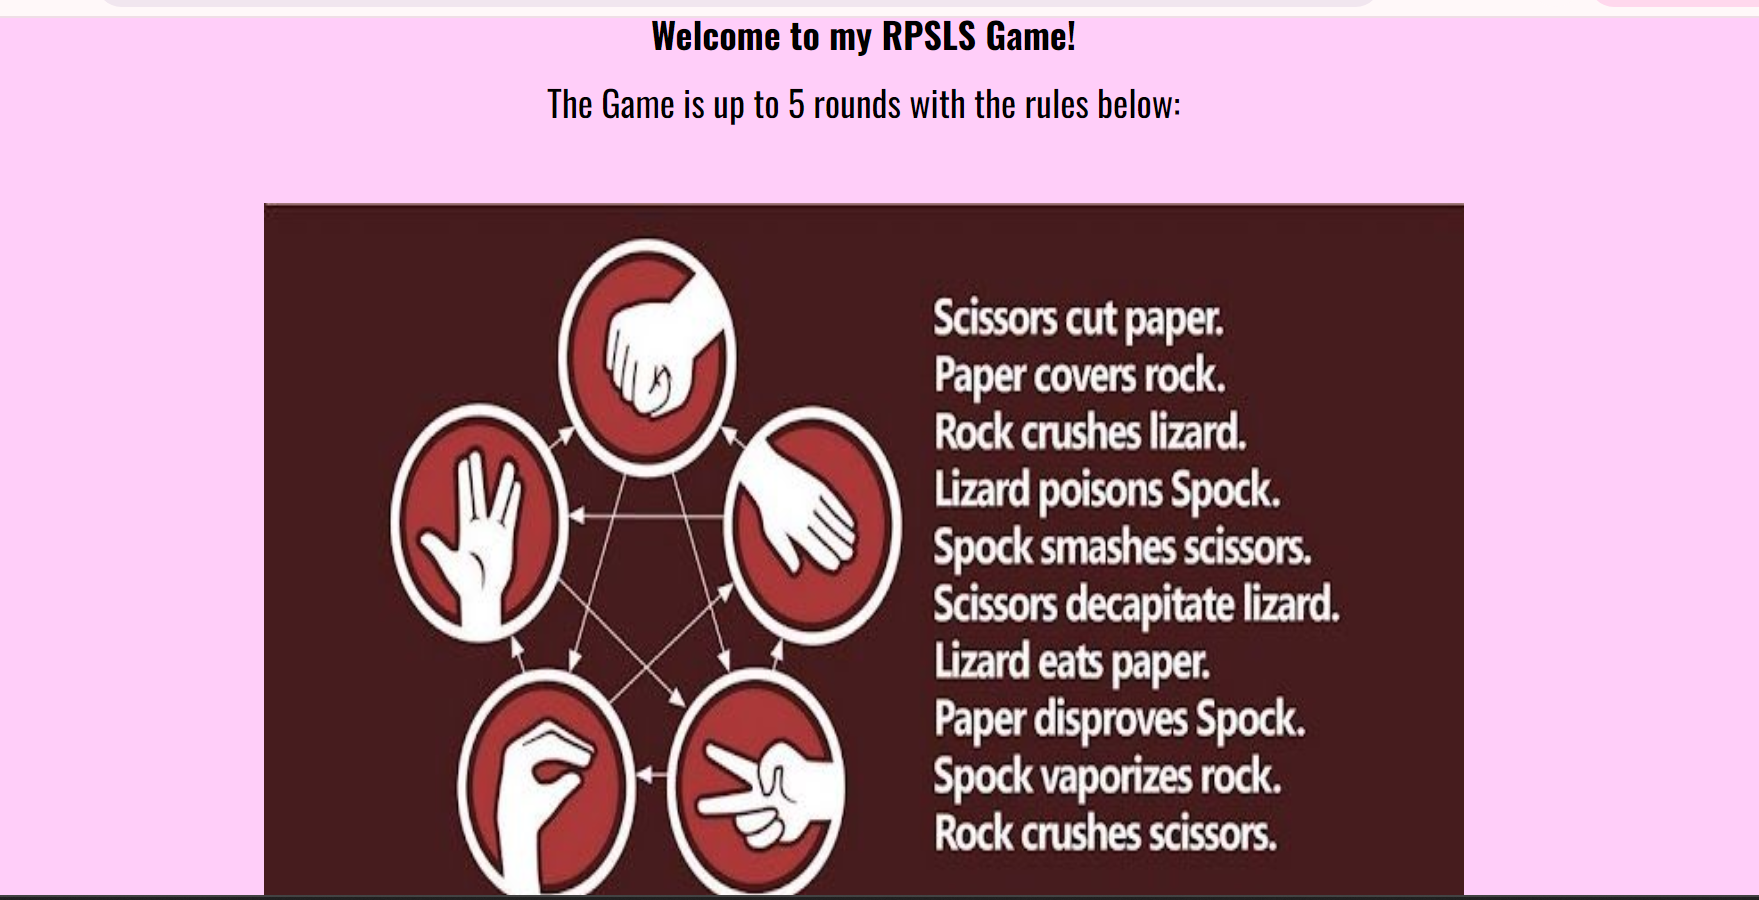 Welcome to my RPSLS Game!
The Game is up to 5 rounds with the rules below:
Scissors cut paper.
Paper covers rock.
Rock crushes lizard.
Lizard poisons Spock.
Spock smashes scissors.
Scissors decapitate lizard.
Lizard eats paper.
Paper disproves Spock.
Spock vaporizes rock.
Rock crushes scissors.